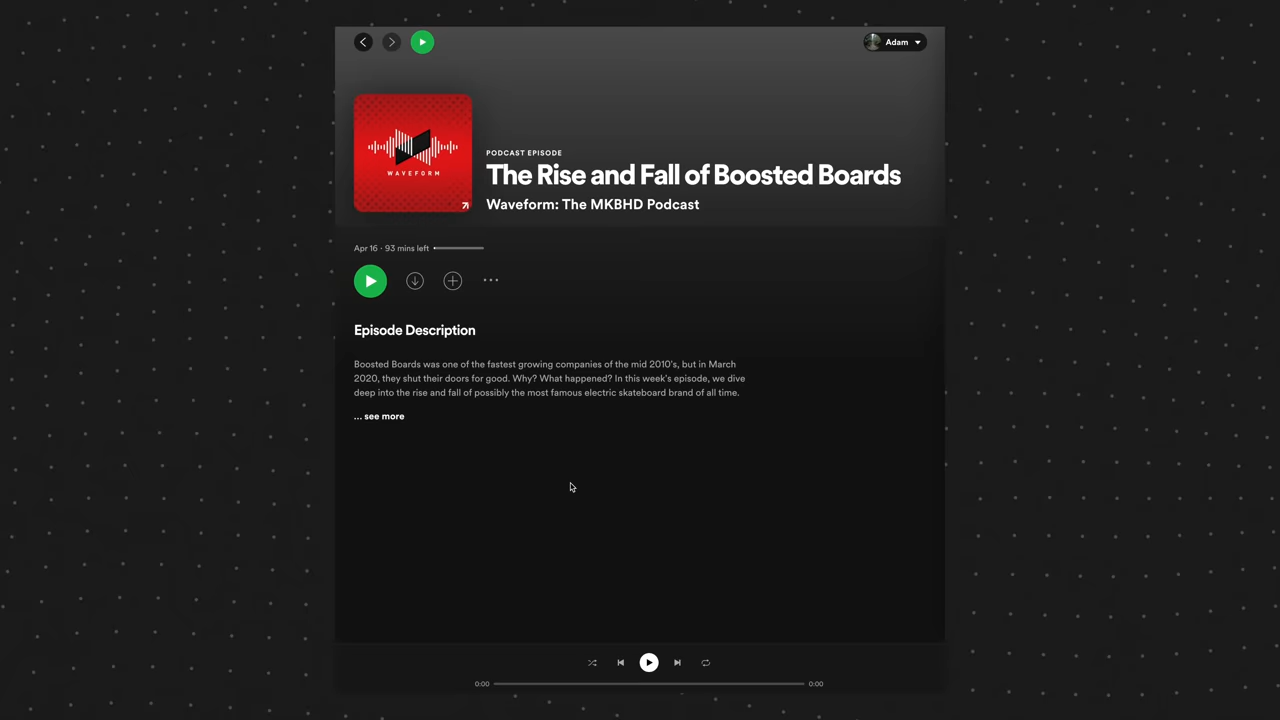 Adam
WAVEFORM
PODCAST EPISODE
The Rise and Fall of Boosted Boards
Waveform: The MKBHD Podcast
Apr 16 · 93 mins left
Episode Description
Boosted Boards was one of the fastest growing companies of the mid 2010's, but in March
2020, they shut their doors for good. Why? What happened? In this week's episode, we dive
deep into the rise and fall of possibly the most famous electric skateboard brand of all time.
... see more
0:00 0:00